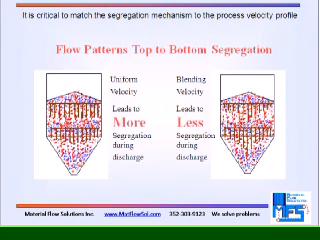 It is critical to match the segregation mechanism to the process velocity profile
Flow Patterns Top to Bottom Segregation
Uniform
Velocity
Leads to
More
Segregation
during
discharge
Blending
Velocity
Leads to
Less
Segregation
during
discharge
Material Flow Solutions Inc. www.MatFlowSol.com 352-303-9123 We solve problems
MFS